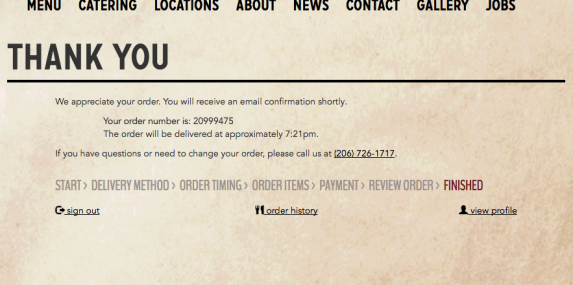 MENU CATERING LOCATIONS ABOUT NEWS CONTACT GALLERY JOBS
THANK YOU
We appreciate your order. You will receive an email confirmation shortly.
Your order number is: 20999475
The order will be delivered at approximately 7:21pm.
If you have questions or need to change your order, please call us at (206) 726-1717.
START > DELIVERY METHOD > ORDER TIMING > ORDER ITEMS > PAYMENT > REVIEW ORDER > FINISHED
sign out order history view profile